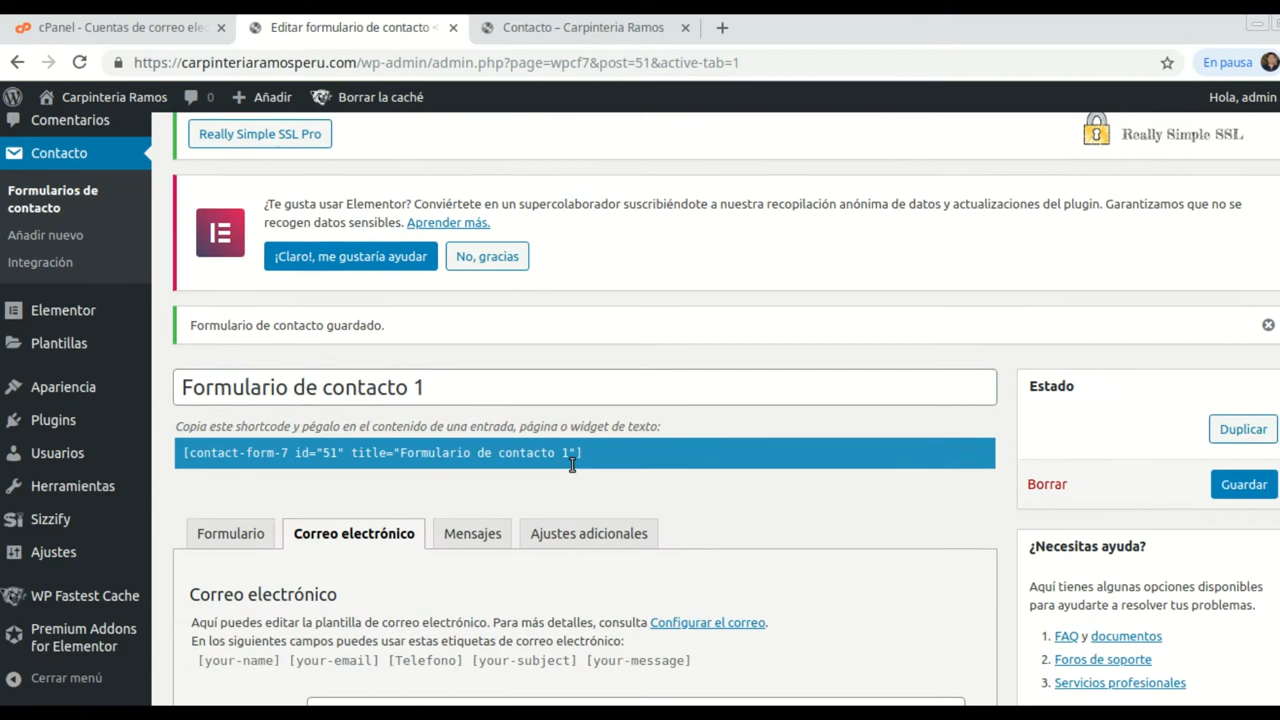 cPanel - Cuentas de correo elec
Editar formulario de contacto <
Contacto – Carpinteria Ramos
https://carpinteriaramosperu.com/wp-admin/admin.php?page=wpcf7&post=51&active-tab=1
En pausa
Carpinteria Ramos
0
Añadir
Borrar la caché
Hola, admin
Comentarios
Contacto
Formularios de
contacto
Añadir nuevo
Integración
Elementor
Plantillas
Apariencia
Plugins
Usuarios
Herramientas
Sizzify
Ajustes
WP Fastest Cache
Premium Addons
for Elementor
Cerrar menú
Really Simple SSL Pro
Really Simple SSL
¿Te gusta usar Elementor? Conviértete en un supercolaborador suscribiéndote a nuestra recopilación anónima de datos y actualizaciones del plugin. Garantizamos que no se
recogen datos sensibles. Aprender más.
¡Claro!, me gustaría ayudar
No, gracias
Formulario de contacto guardado.
Formulario de contacto 1
Copia este shortcode y pégalo en el contenido de una entrada, página o widget de texto:
[contact-form-7 id="51" title="Formulario de contacto 1"]
Formulario
Correo electrónico
Mensajes
Ajustes adicionales
Correo electrónico
Aquí puedes editar la plantilla de correo electrónico. Para más detalles, consulta Configurar el correo.
En los siguientes campos puedes usar estas etiquetas de correo electrónico:
[your-name] [your-email] [Telefono] [your-subject] [your-message]
Estado
Duplicar
Borrar
Guardar
¿Necesitas ayuda?
Aquí tienes algunas opciones disponibles
para ayudarte a resolver tus problemas.
1. FAQ y documentos
2. Foros de soporte
3. Servicios profesionales